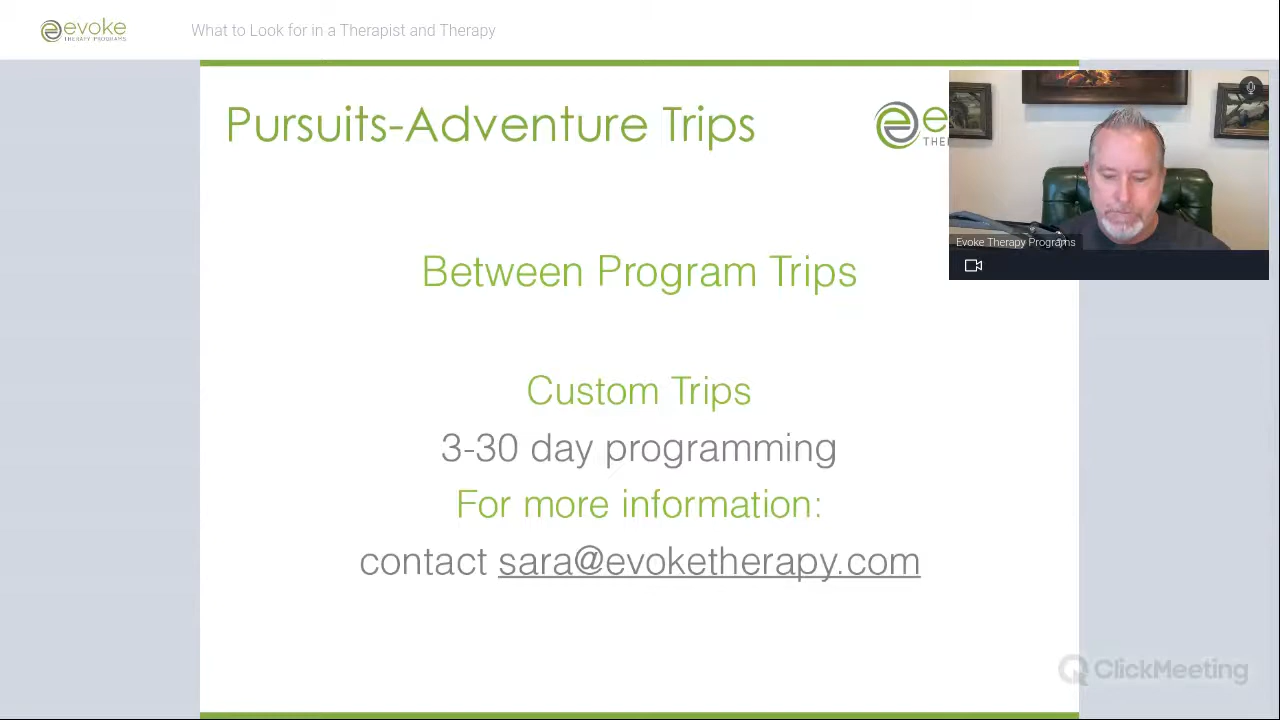 evoke
THERAPY PROGRAMS
What to Look for in a Therapist and Therapy
Pursuits-Adventure Trips
Evoke Therapy Programs
Between Program Trips
Custom Trips
3-30 day programming
For more information:
contact sara@evoketherapy.com
ClickMeeting